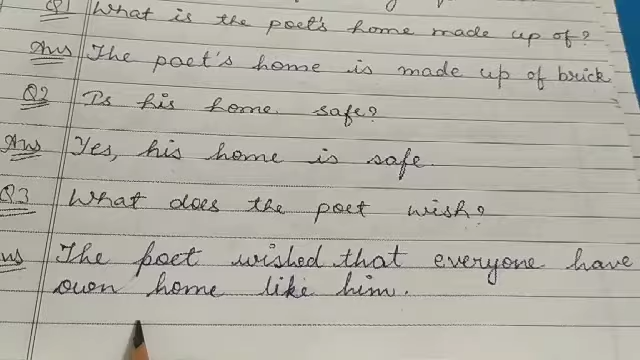 Q1 What is the poet's home made up of?
Ans The poet's home is made up of brick
Q2 Is his home safe?
Ans Yes, his home is safe.
Q3 What does the poet wish?
Ans The poet wished that everyone have
own home like him.